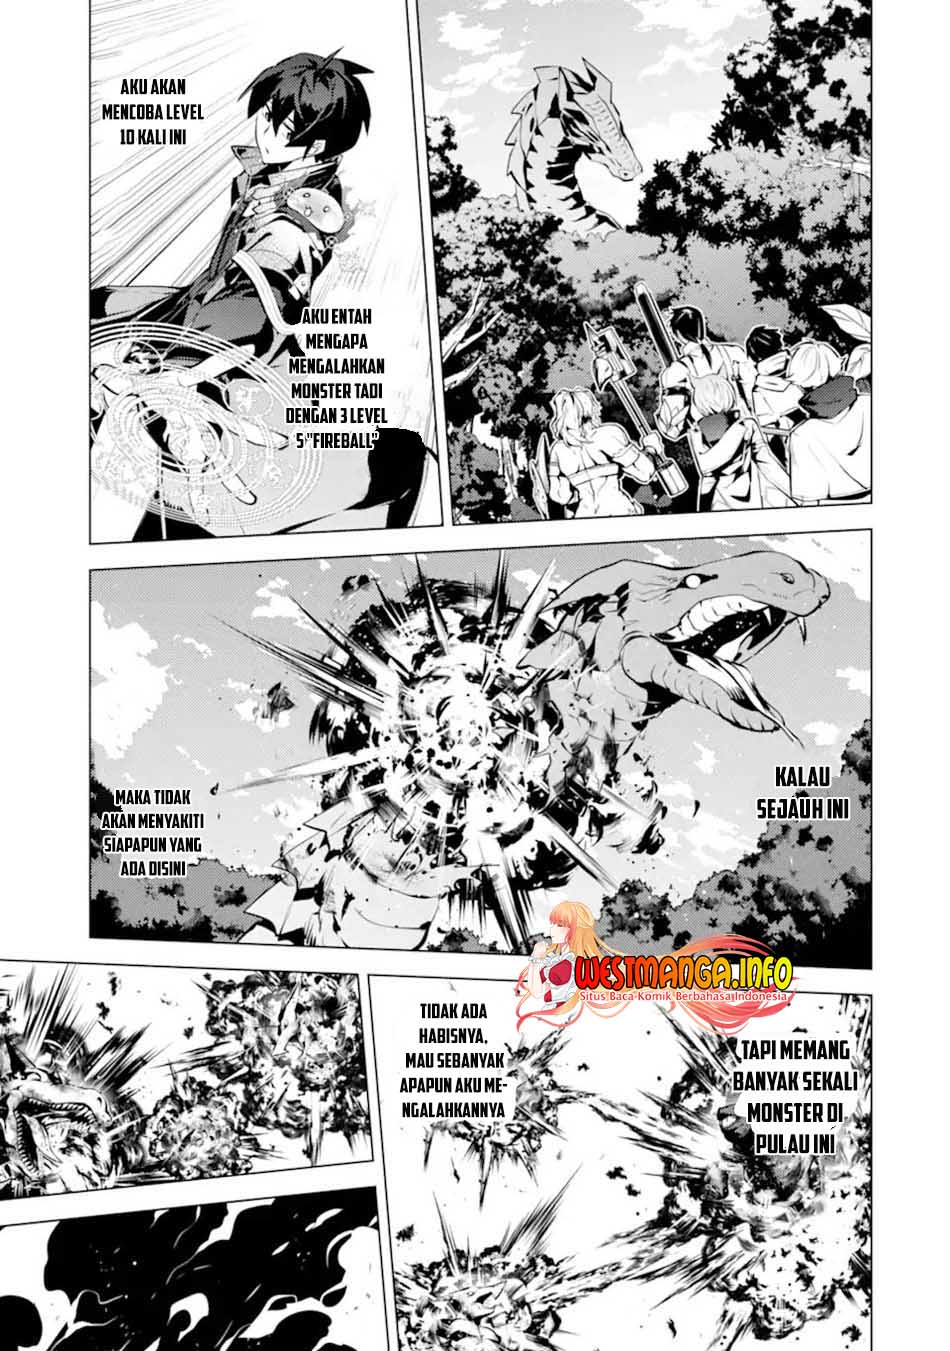 AKU AKAN
MENCOBA LEVEL
10 KALI INI
AKU ENTAH
MENGAPA
MENGALAHKAN
MONSTER TADI
DENGAN 3 LEVEL
5 "FIREBALL"
KALAU
SEJAUH INI
MAKA TIDAK
AKAN MENYAKITI
SIAPAPUN YANG
ADA DISINI
WESTMANGA.INFO
Situs Baca Komik Berbahasa Indonesia
TAPI MEMANG
BANYAK SEKALI
MONSTER DI
PULAU INI
TIDAK ADA
HABISNYA,
MAU SEBANYAK
APAPUN AKU ME-
NGALAHKANNYA